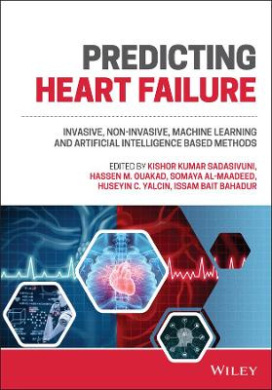 PREDICTING
HEART FAILURE
INVASIVE, NON-INVASIVE, MACHINE LEARNING
AND ARTIFICIAL INTELLIGENCE BASED METHODS
EDITED BY KISHOR KUMAR SADASIVUNI,
HASSEN M. OUAKAD, SOMAYA AL-MAADEED,
HUSEYIN C. YALCIN, ISSAM BAIT BAHADUR
WILEY